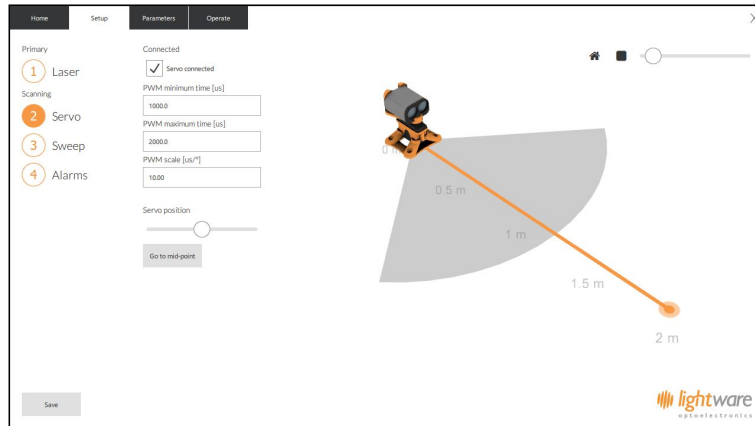 Home
Setup
Parameters
Operate
Primary
1 Laser
Scanning
2 Servo
3 Sweep
4 Alarms
Connected
Servo connected
PWM minimum time [us]
1000.0
PWM maximum time [us]
2000.0
PWM scale [us/°]
10.00
Servo position
Go to mid-point
Save
0 m
0.5 m
1 m
1.5 m
2 m
lightware
optoelectronics